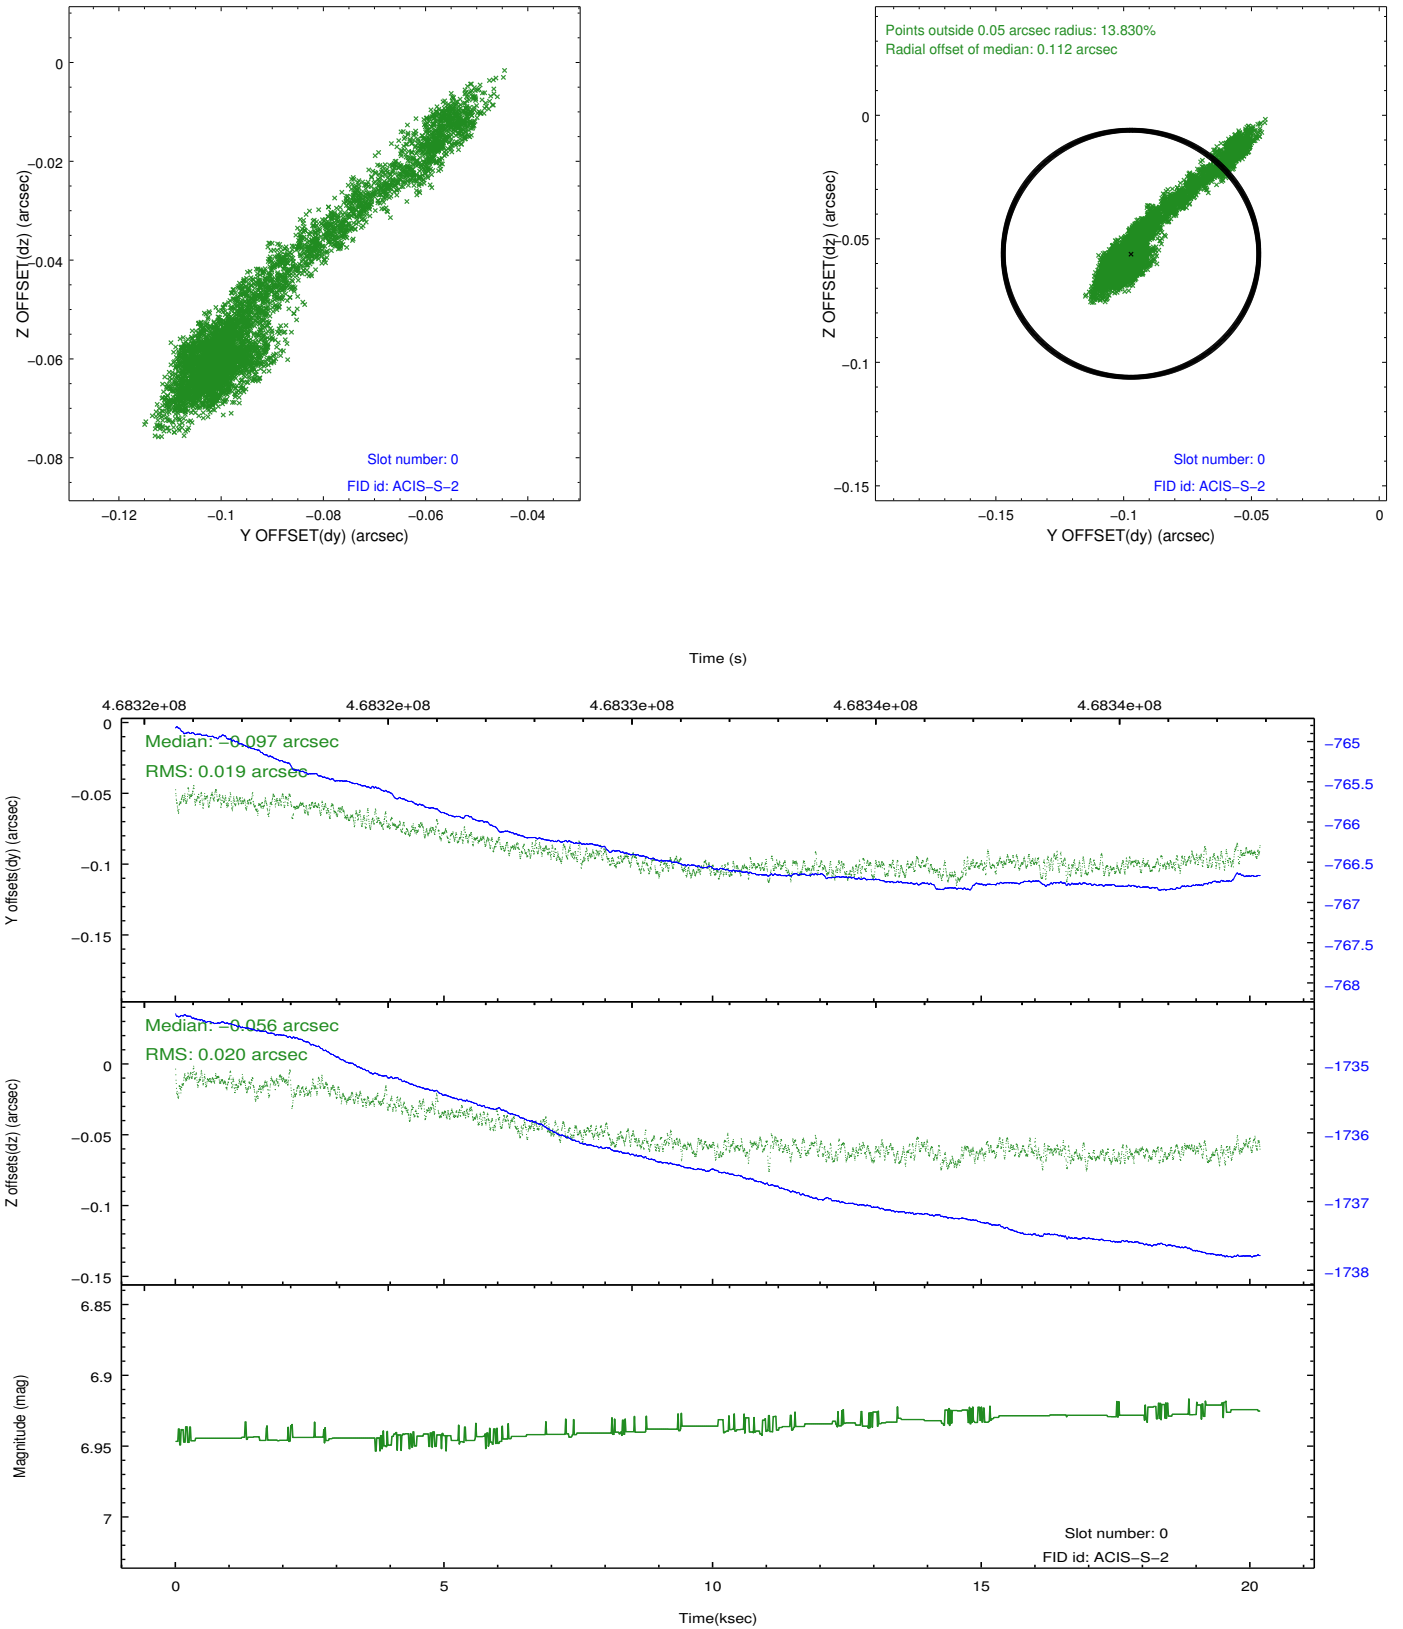 0
−0.02
−0.04
−0.06
−0.08
Z OFFSET(dz) (arcsec)
Slot number: 0
FID id: ACIS−S−2
−0.12
−0.1
−0.08
−0.06
−0.04
Y OFFSET(dy) (arcsec)
Points outside 0.05 arcsec radius: 13.830%
Radial offset of median: 0.112 arcsec
0
−0.05
−0.1
−0.15
Z OFFSET(dz) (arcsec)
Slot number: 0
FID id: ACIS−S−2
−0.15
−0.1
−0.05
0
Y OFFSET(dy) (arcsec)
Time (s)
4.6832e+08
4.6832e+08
4.6833e+08
4.6834e+08
4.6834e+08
Median: −0.097 arcsec
RMS: 0.019 arcsec
0
−0.05
−0.1
−0.15
Y offsets(dy) (arcsec)
−765
−765.5
−766
−766.5
−767
−767.5
−768
Median: −0.056 arcsec
RMS: 0.020 arcsec
0
−0.05
−0.1
−0.15
Z offsets(dz) (arcsec)
−1735
−1736
−1737
−1738
6.85
6.9
6.95
7
Magnitude (mag)
Slot number: 0
FID id: ACIS−S−2
0
5
10
15
20
Time(ksec)